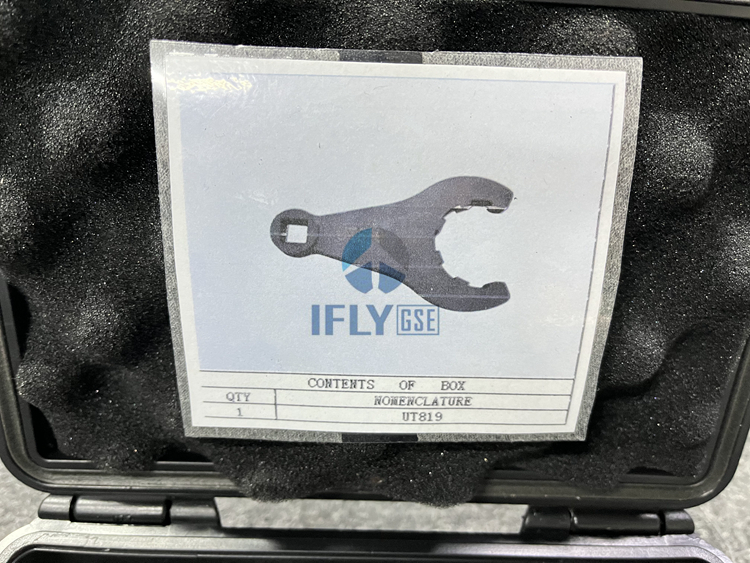 IFLY GSE
CONTENTS OF BOX
QTY NOMENCLATURE
1 UT819